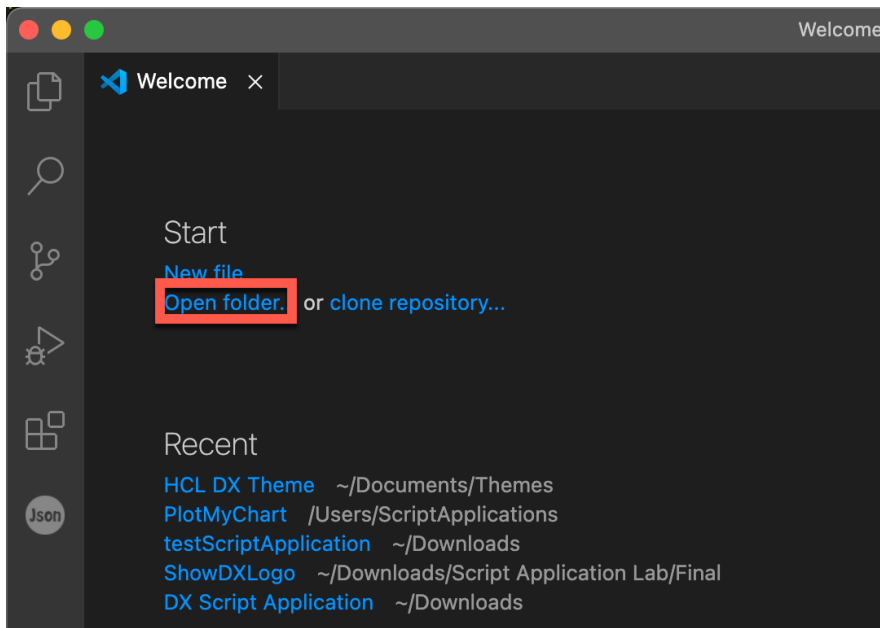 Welcome
Welcome
Start
New file
Open folder. or clone repository...
Recent
HCL DX Theme ~/Documents/Themes
PlotMyChart /Users/ScriptApplications
testScriptApplication ~/Downloads
Json
ShowDXLogo ~/Downloads/Script Application Lab/Final
DX Script Application ~/Downloads